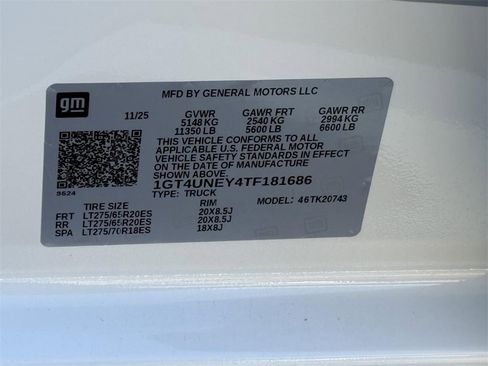 MFD BY GENERAL MOTORS LLC
gm
11/25 GVWR GAWR FRT GAWR RR
5148 KG 2540 KG 2994 KG
11350 LB 5600 LB 6600 LB
THIS VEHICLE CONFORMS TO ALL
APPLICABLE U.S. FEDERAL MOTOR
VEHICLE SAFETY STANDARDS IN EFFECT
ON THE DATE OF MANUFACTURE
SHOWN ABOVE.
1GT4UNEY4TF181686
9624
TYPE: TRUCK
MODEL: 46TK20743
TIRE SIZE RIM
FRT LT275/65R20ES 20X8.5J
RR LT275/65R20ES 20X8.5J
SPA LT275/70R18ES 18X8J